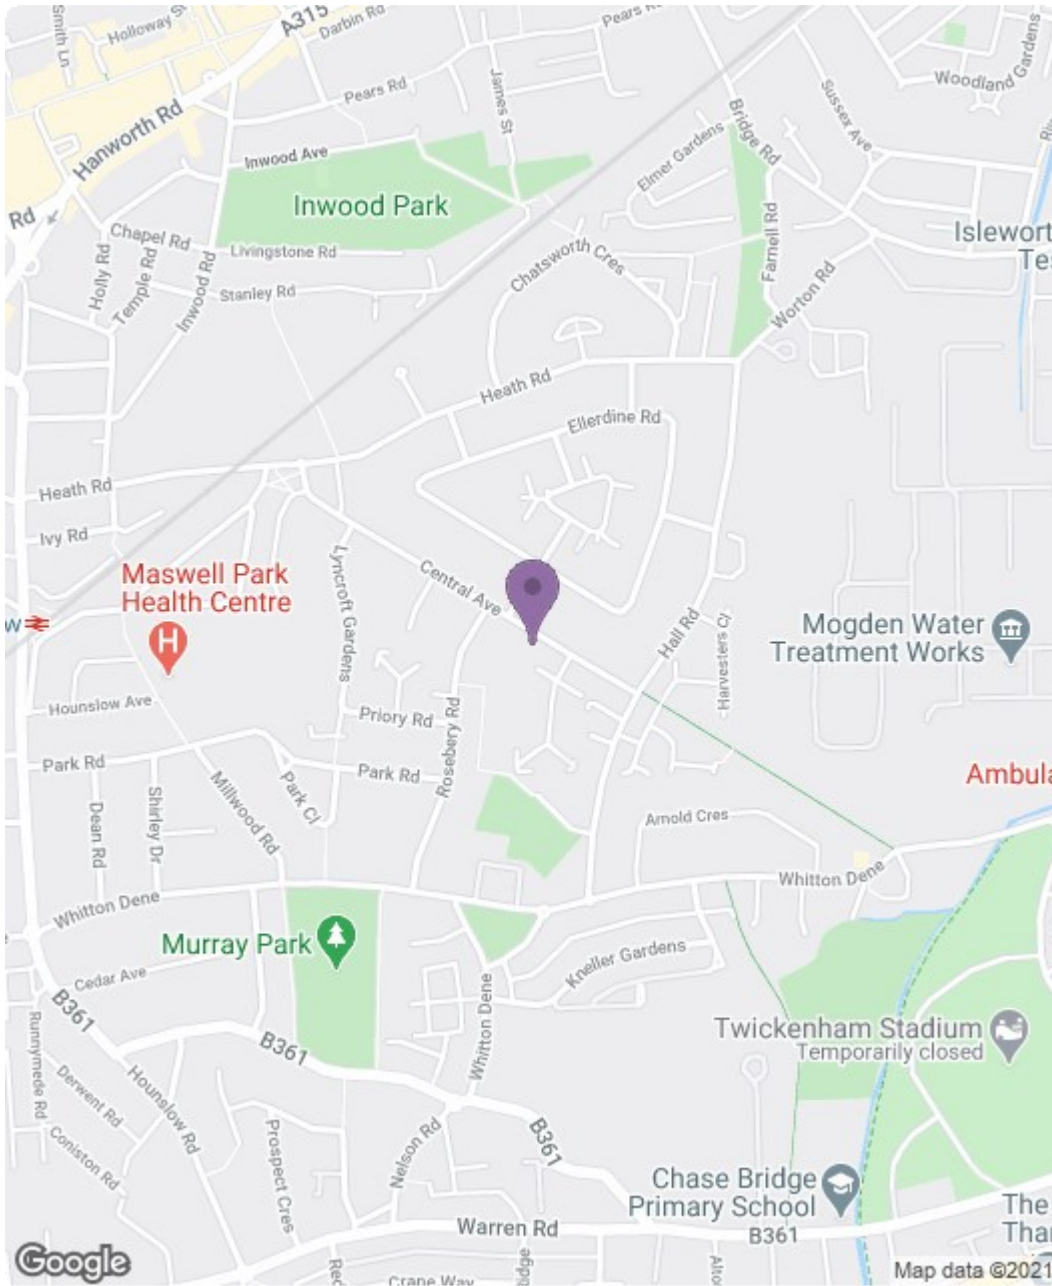 Smith Ln
Holloway St
A315
Darbin Rd
Pears Rd
Woodland Gardens
Hanworth Rd
Pears Rd
James St
Sussex Ave
Bridge Rd
Inwood Ave
Elmer Gardens
Inwood Park
Rd
Chapel Rd
Livingstone Rd
Holly Rd
Temple Rd
Inwood Rd
Stanley Rd
Chatsworth Cres
Farnell Rd
Worton Rd
Islewort
Tes
Heath Rd
Ellerdine Rd
Heath Rd
Ivy Rd
Lyncroft Gardens
Central Ave
Maswell Park
Health Centre
H
w
Hall Rd
Harvesters Cl
Mogden Water
Treatment Works
Hounslow Ave
Priory Rd
Rosebery Rd
Park Rd
Park Rd
Park Cl
Millwood Rd
Dean Rd
Shirley Dr
Ambula
Arnold Cres
Whitton Dene
Whitton Dene
Murray Park
Cedar Ave
Kneller Gardens
Whitton Dene
B361
B361
Twickenham Stadium
Temporarily closed
Runnymede Rd
Derwent Rd
Coniston Rd
Hounslow Rd
Prospect Cres
Nelson Rd
B361
Chase Bridge
Primary School
Warren Rd
B361
The
Thar
Google
Crane Way
Map data ©2021